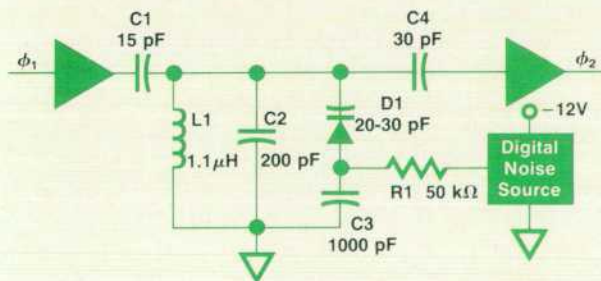 C1
15 pF
C4
30 pF
ϕ1
ϕ2
L1
1.1μH
C2
200 pF
D1
20-30 pF
−12V
Digital
Noise
Source
R1 50 kΩ
C3
1000 pF